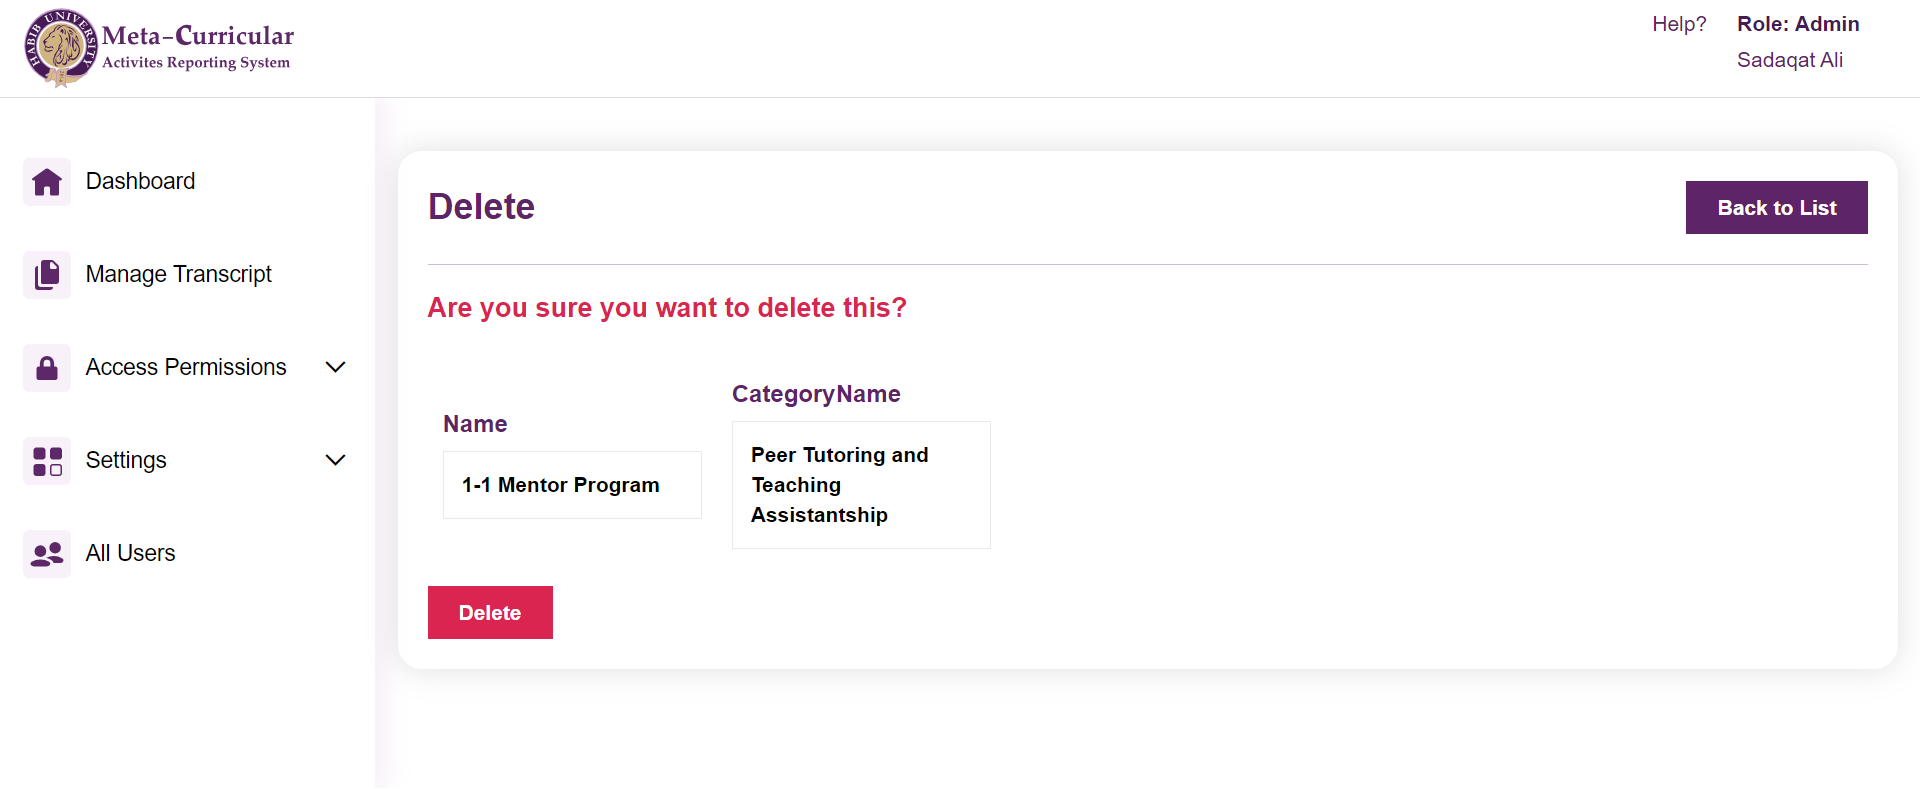 HABIB UNIVERSITY
Meta-Curricular
Activites Reporting System
Help?
Role: Admin
Sadaqat Ali
Dashboard
Manage Transcript
Access Permissions
Settings
All Users
Delete
Back to List
Are you sure you want to delete this?
Name
1-1 Mentor Program
CategoryName
Peer Tutoring and
Teaching
Assistantship
Delete